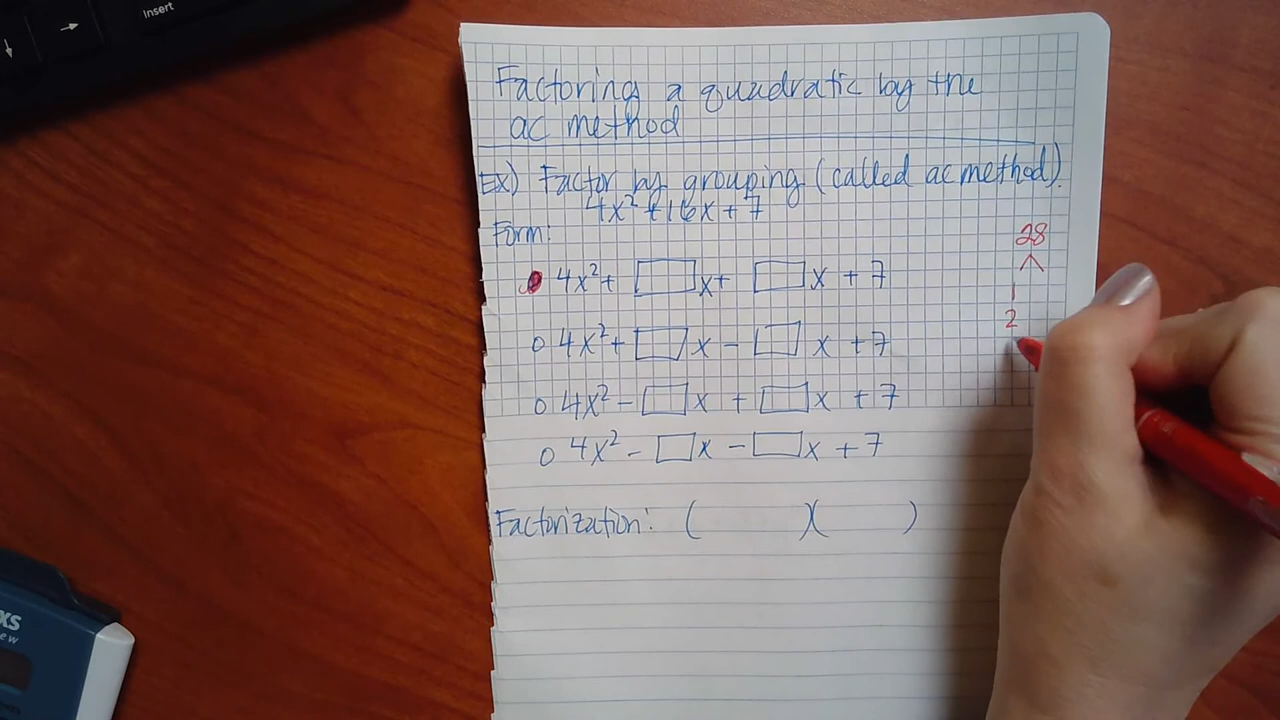 Insert
Factoring a quadratic by the
ac method
Ex) Factor by grouping (called ac method).
4x² + 16x + 7
Form:
4x² + □x + □x + 7
○ 4x² + □x − □x + 7
○ 4x² − □x + □x + 7
○ 4x² − □x − □x + 7
Factorization: (          )(          )
28
1
2